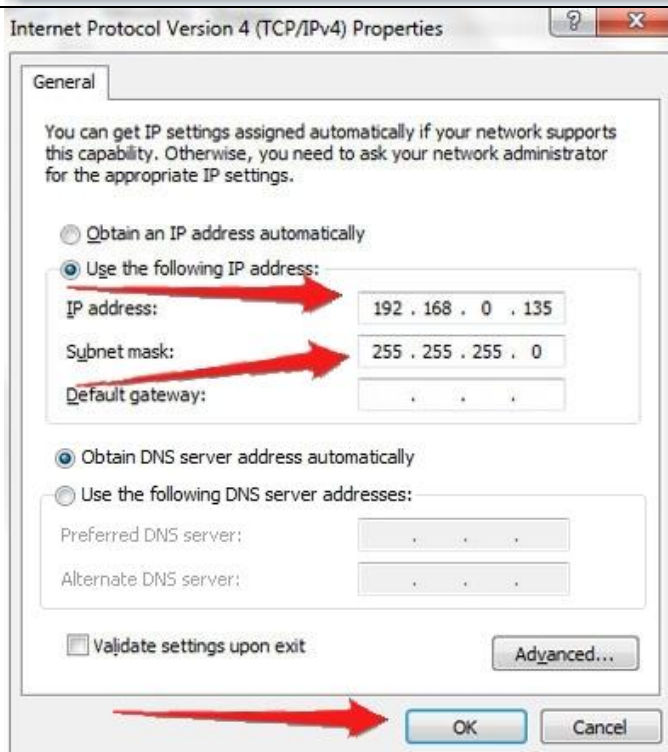 Internet Protocol Version 4 (TCP/IPv4) Properties
General
You can get IP settings assigned automatically if your network supports
this capability. Otherwise, you need to ask your network administrator
for the appropriate IP settings.
Obtain an IP address automatically
Use the following IP address:
IP address: 192 . 168 . 0 . 135
Subnet mask: 255 . 255 . 255 . 0
Default gateway: . . .
Obtain DNS server address automatically
Use the following DNS server addresses:
Preferred DNS server: . . .
Alternate DNS server: . . .
Validate settings upon exit
Advanced...
OK Cancel